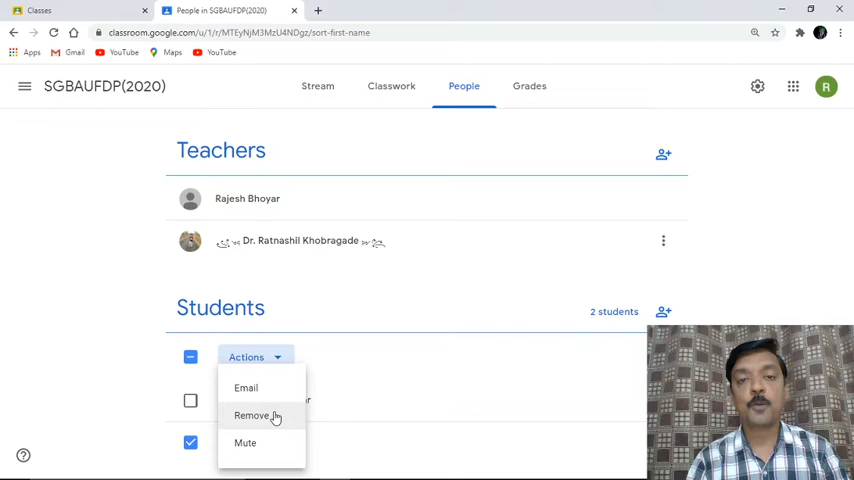 Classes
People in SGBAUFDP(2020)
classroom.google.com/u/1/r/MTEyNjM3MzU4NDgz/sort-first-name
Apps
Gmail
YouTube
Maps
YouTube
SGBAUFDP(2020)
Stream
Classwork
People
Grades
R
Teachers
Rajesh Bhoyar
Dr. Ratnashil Khobragade
Students
2 students
Actions
Email
Remove
Mute